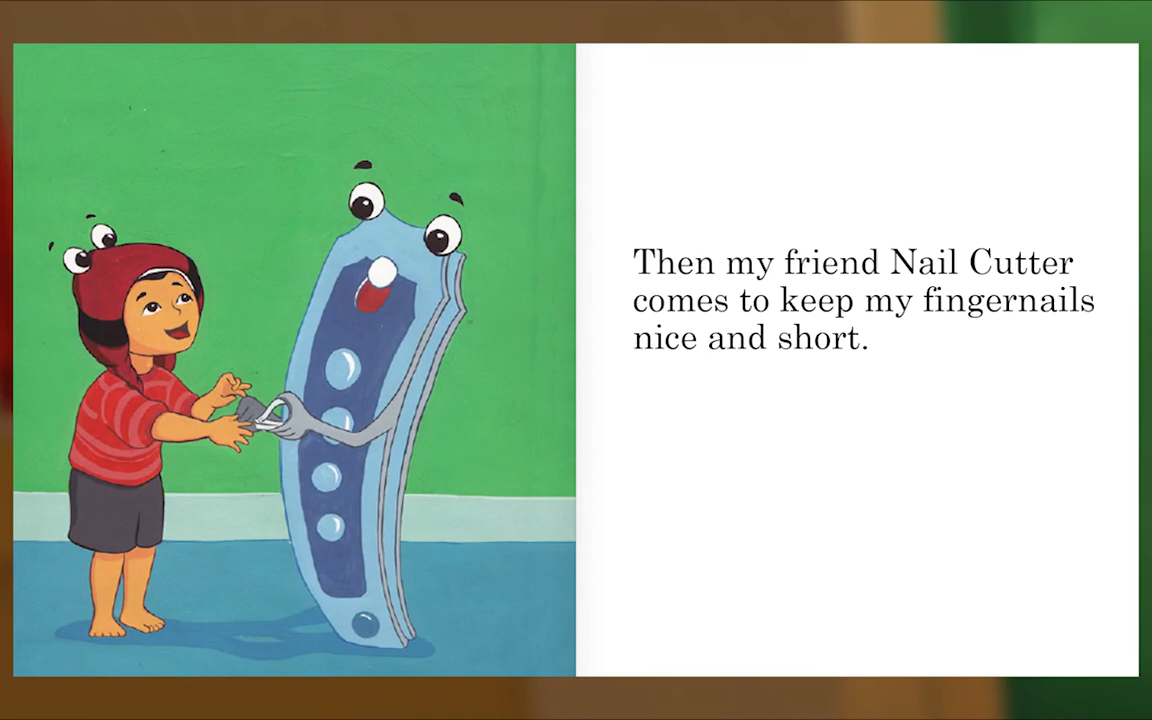 Then my friend Nail Cutter
comes to keep my fingernails
nice and short.